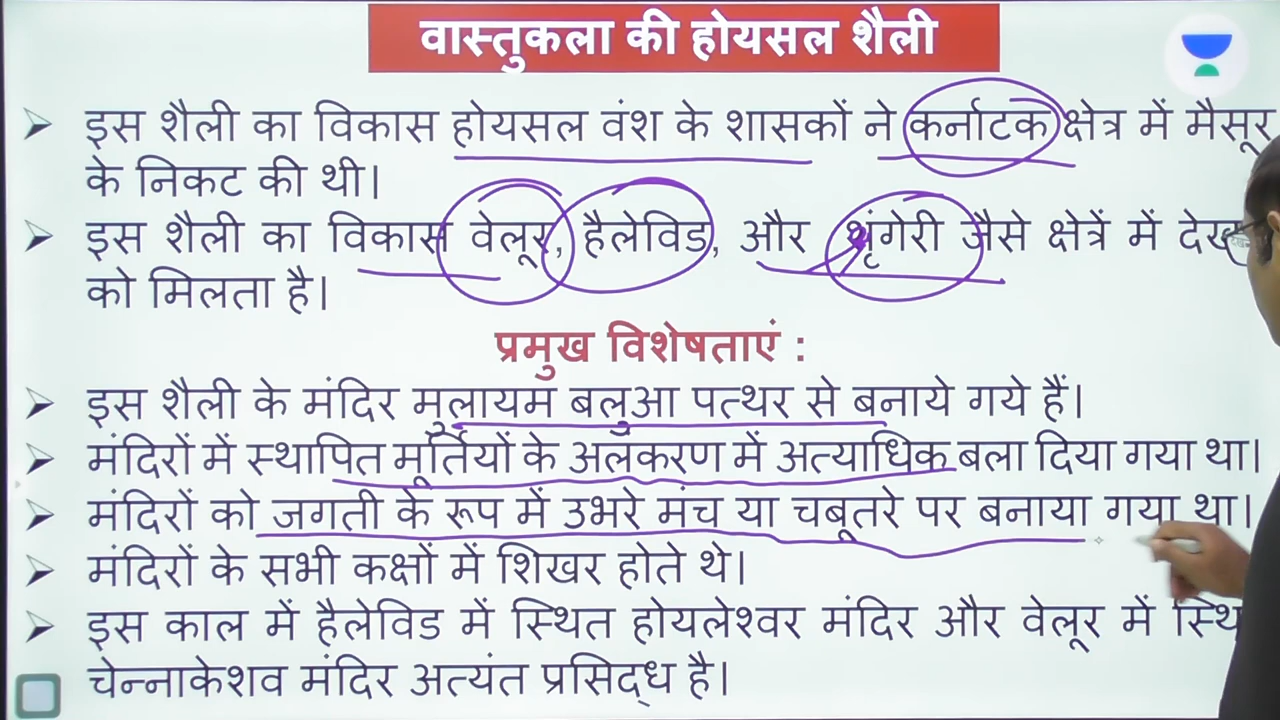 वास्तुकला की होयसल शैली
➤ इस शैली का विकास होयसल वंश के शासकों ने कर्नाटक क्षेत्र में मैसूर
के निकट की थी।
➤ इस शैली का विकास वेलूर, हैलेविड, और श्रृंगेरी जैसे क्षेत्रें में
को मिलता है।
प्रमुख विशेषताएं :
➤ इस शैली के मंदिर मुलायम बलुआ पत्थर से बनाये गये हैं।
➤ मंदिरों में स्थापित मूर्तियों के अलंकरण में अत्याधिक बला दिया गया था।
➤ मंदिरों को जगती के रूप में उभरे मंच या चबूतरे पर बनाया गया था।
➤ मंदिरों के सभी कक्षों में शिखर होते थे।
➤ इस काल में हैलेविड में स्थित होयलेश्वर मंदिर और वेलूर में
चेन्नाकेशव मंदिर अत्यंत प्रसिद्ध है।